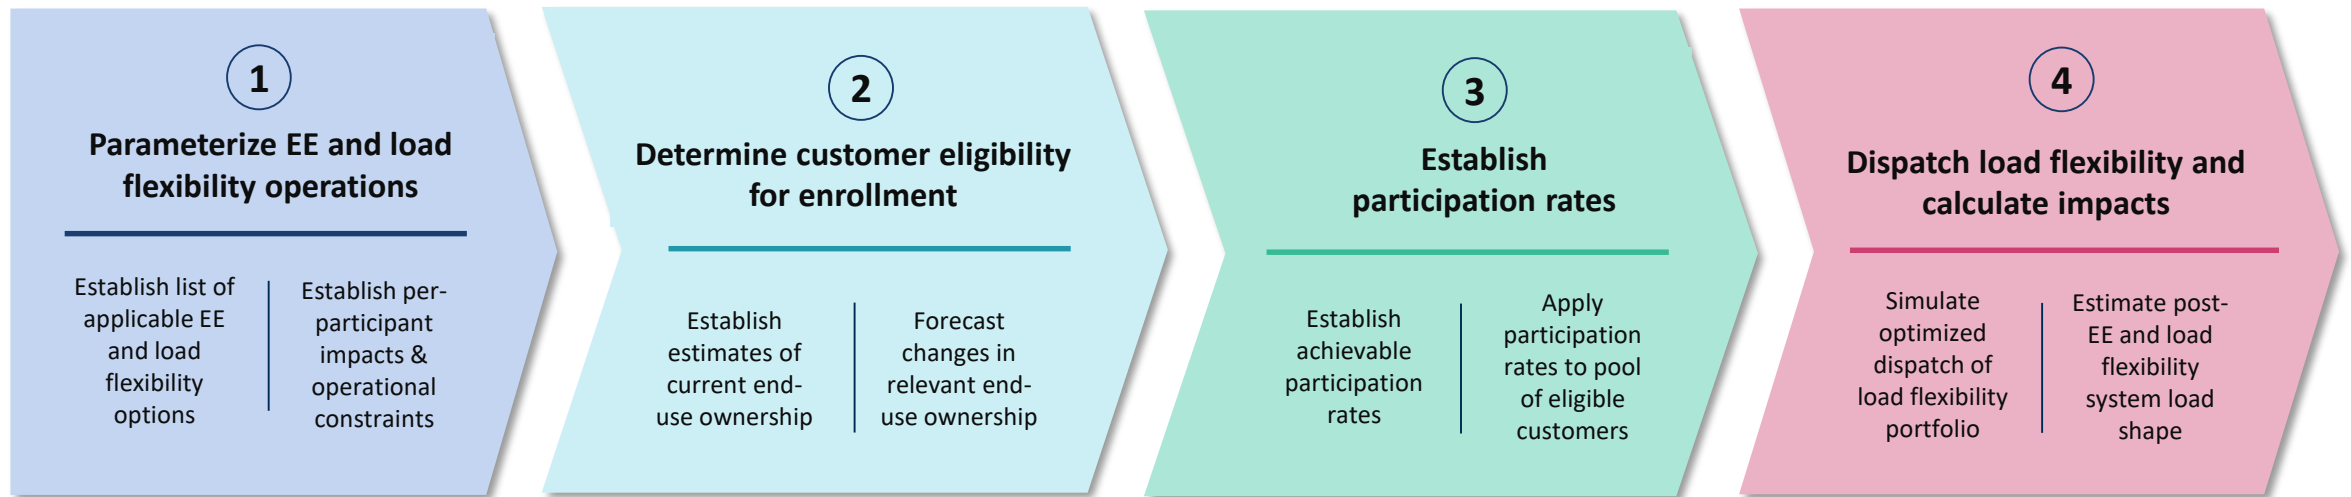 1
Parameterize EE and load
flexibility operations
Establish list of
applicable EE
and load
flexibility
options
Establish per-
participant
impacts &
operational
constraints
2
Determine customer eligibility
for enrollment
Establish
estimates of
current end-
use ownership
Forecast
changes in
relevant end-
use ownership
3
Establish
participation rates
Establish
achievable
participation
rates
Apply
participation
rates to pool
of eligible
customers
4
Dispatch load flexibility and
calculate impacts
Simulate
optimized
dispatch of
load flexibility
portfolio
Estimate post-
EE and load
flexibility
system load
shape